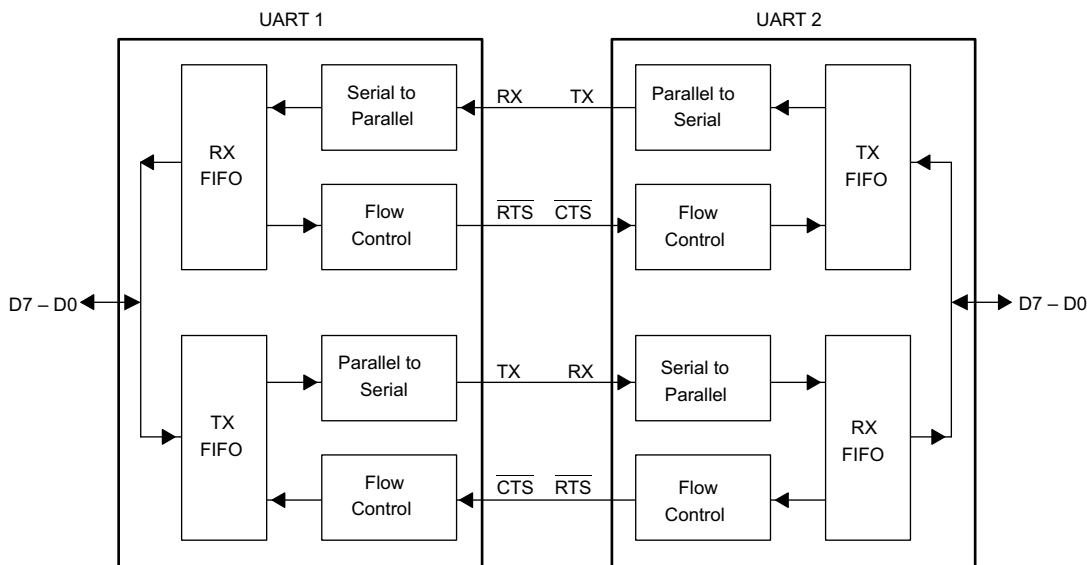 UART 1
UART 2
Serial to
Parallel
RX
TX
Parallel to
Serial
RX
FIFO
TX
FIFO
Flow
Control
RTS
CTS
Flow
Control
D7 – D0
D7 – D0
Parallel to
Serial
TX
RX
Serial to
Parallel
TX
FIFO
RX
FIFO
Flow
Control
CTS
RTS
Flow
Control